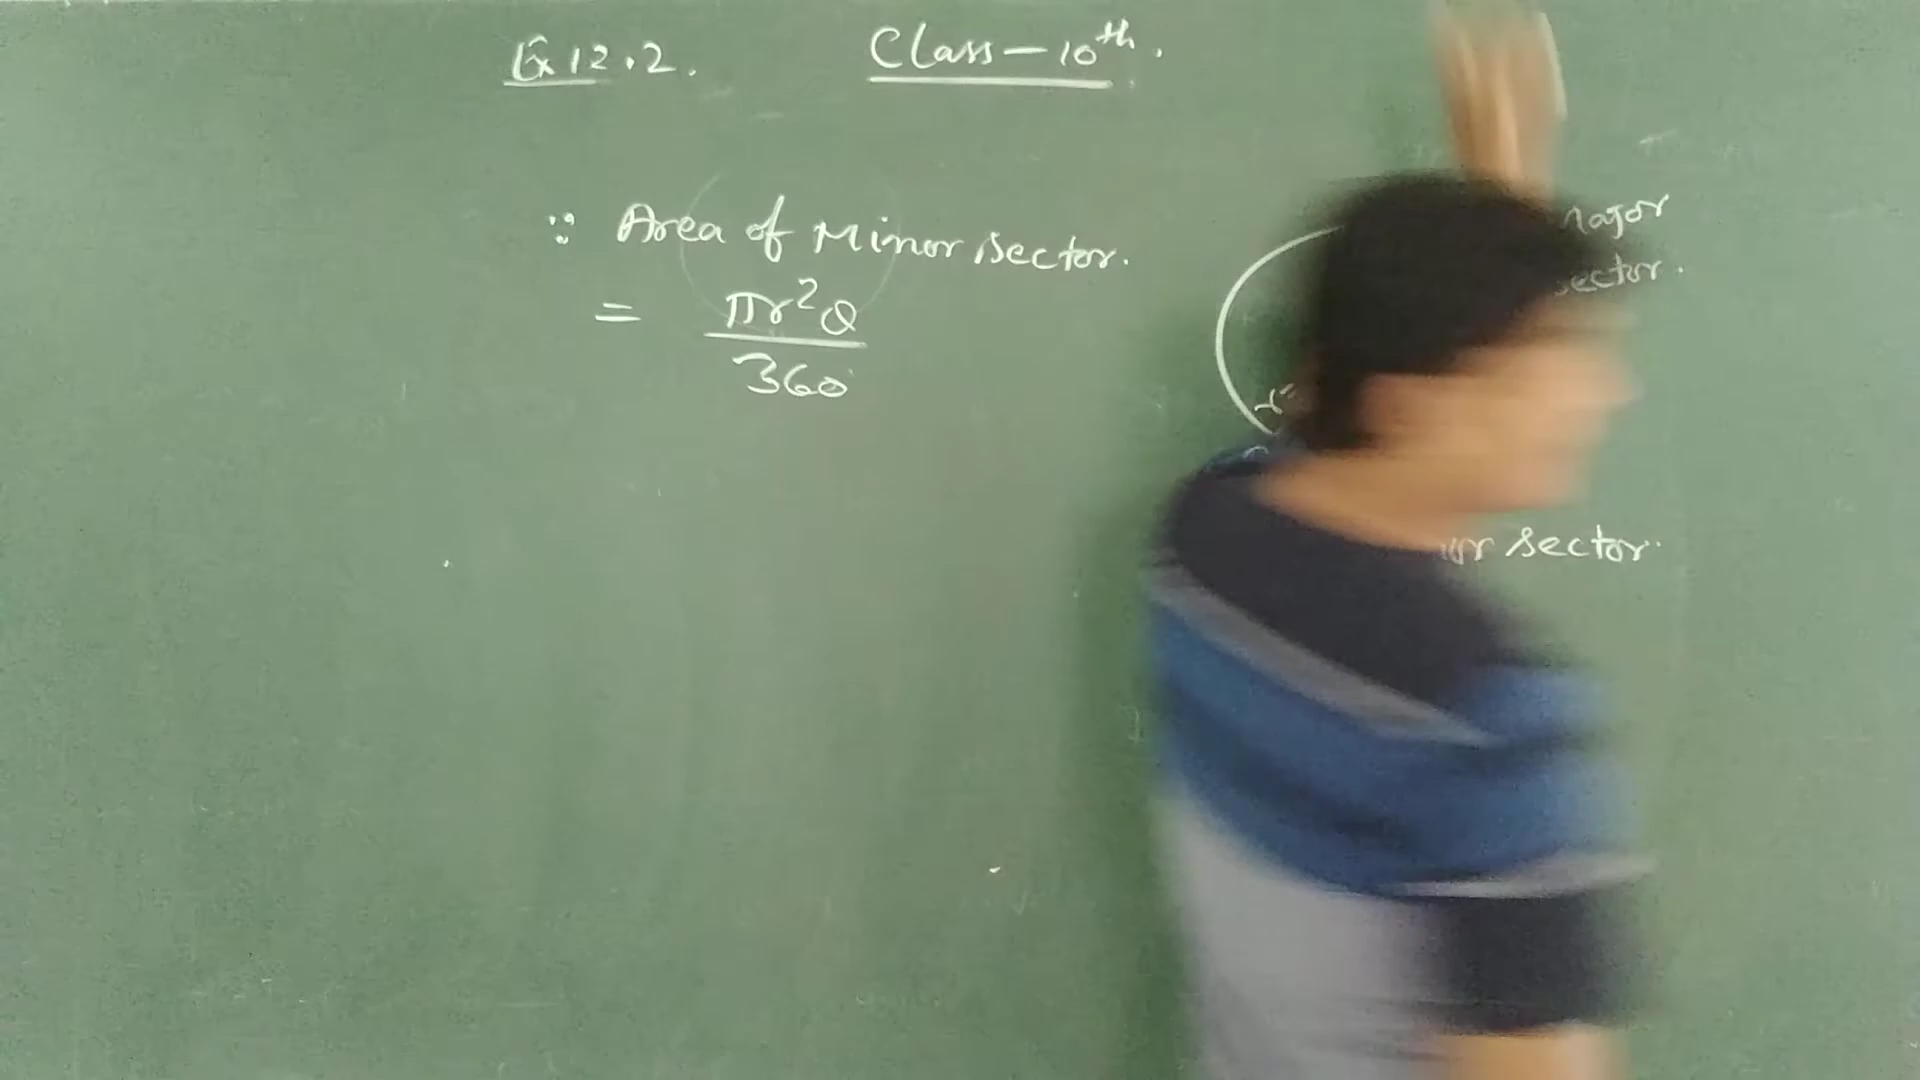 Ex 12.2. Class - 10th.
∵ Area of Minor sector.
= πr²θ
360
Major
sector.
r=
sector